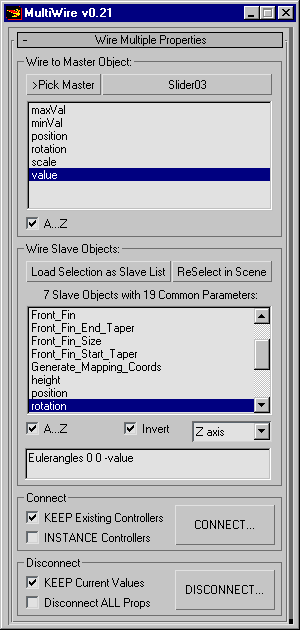 MultiWire v0.21
- Wire Multiple Properties
Wire to Master Object:
>Pick Master Slider03
maxVal
minVal
position
rotation
scale
value
A...Z
Wire Slave Objects:
Load Selection as Slave List ReSelect in Scene
7 Slave Objects with 19 Common Parameters:
Front_Fin
Front_Fin_End_Taper
Front_Fin_Size
Front_Fin_Start_Taper
Generate_Mapping_Coords
height
position
rotation
A...Z Invert Z axis
Eulerangles 0 0 -value
Connect
KEEP Existing Controllers
INSTANCE Controllers
CONNECT...
Disconnect
KEEP Current Values
Disconnect ALL Props
DISCONNECT...